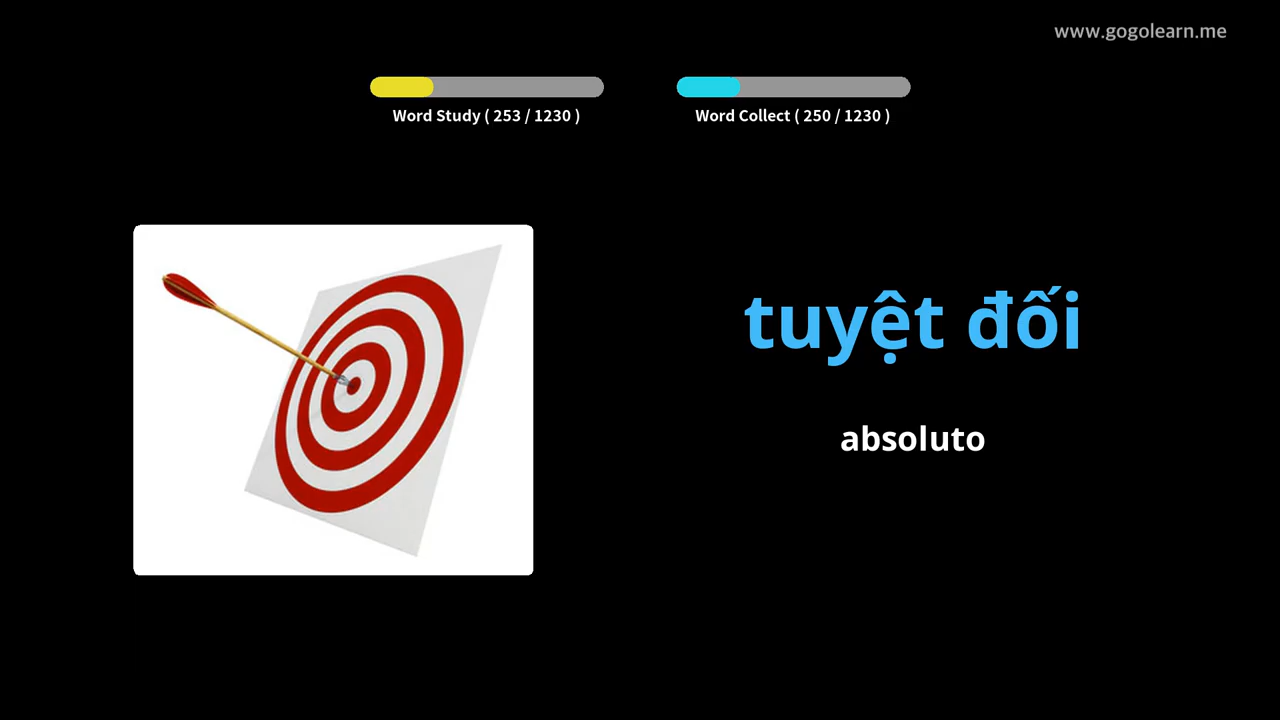 www.gogolearn.me
Word Study ( 253 / 1230 )
Word Collect ( 250 / 1230 )
tuyệt đối
absoluto